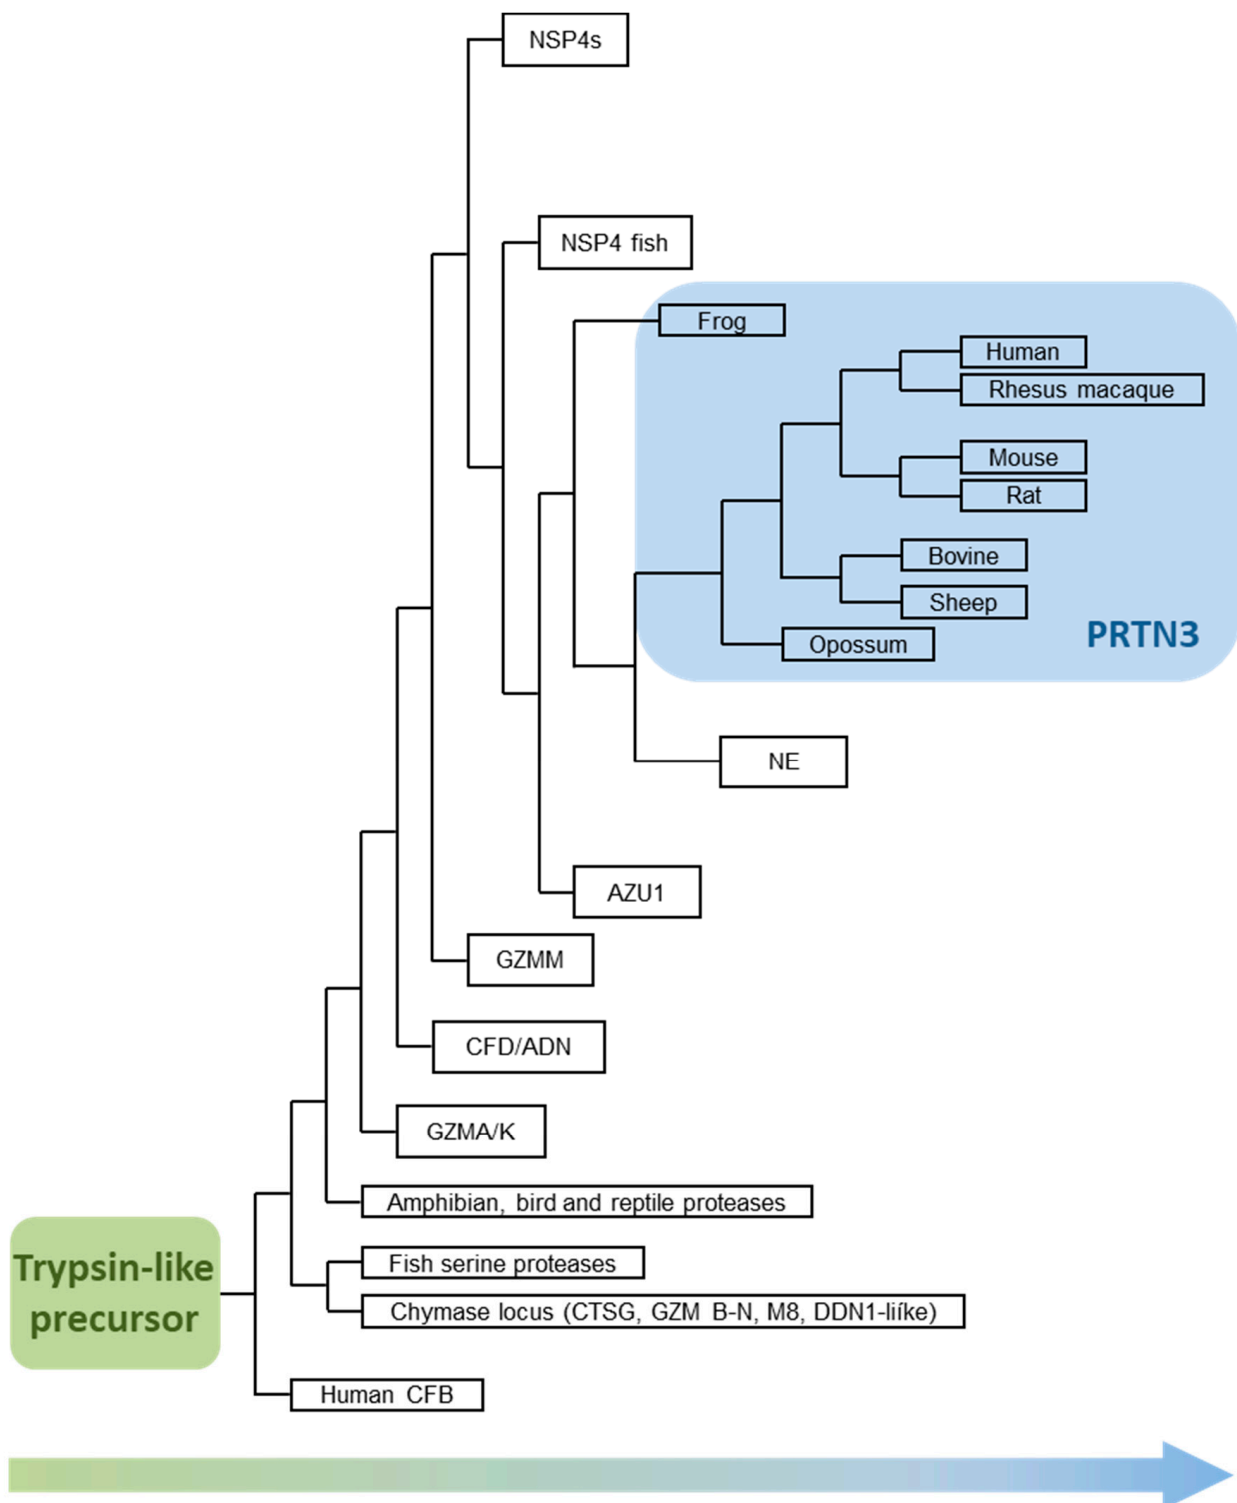 NSP4s
NSP4 fish
Frog
Human
Rhesus macaque
Mouse
Rat
Bovine
Sheep
PRTN3
Opossum
NE
AZU1
GZMM
CFD/ADN
GZMA/K
Amphibian, bird and reptile proteases
Trypsin-like
precursor
Fish serine proteases
Chymase locus (CTSG, GZM B-N, M8, DDN1-liíke)
Human CFB